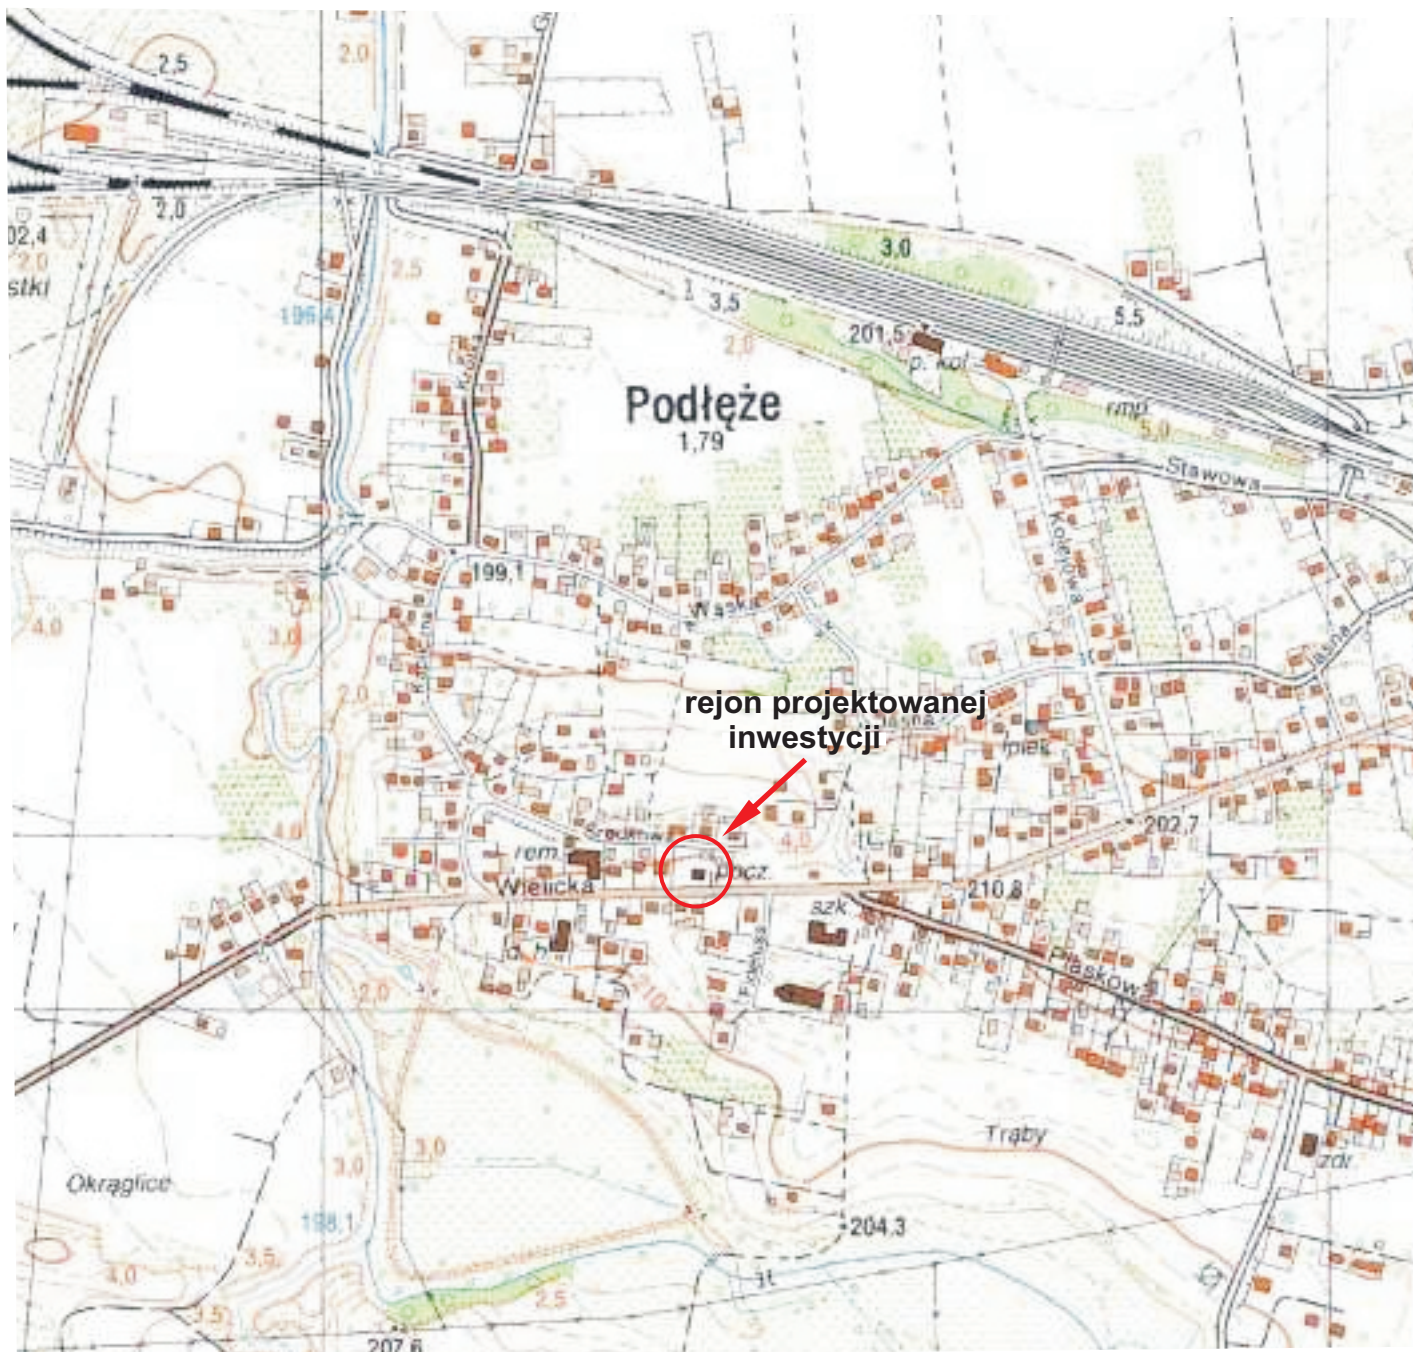 2,5
2.0
2,0
02,4
2.0
stki
2.5
195.4
3.0
3,5
5.5
201,5
2.0
p. kol
rmp.
5,0
Podłęże
1,79
Stawowa
Kolejowa
199,1
Wąska
4.0
3.0
2.0
Jasna
rejon projektowanej
inwestycji
piek.
202,7
4,0
4,0
rem.
pocz.
Wielicka
210,8
szk
Piaskowa
210
2,0
3,0
3,0
Trąby
zdr
Okrąglice
198,1
204.3
3,5
4,0
3,5
2,5
207,6